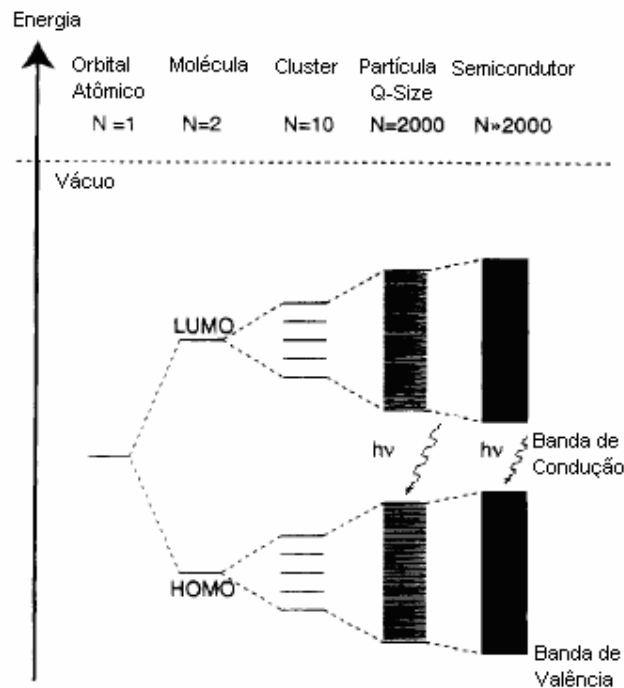 Energia
Orbital Atômico
Molécula
Cluster
Partícula Q-Size
Semicondutor
N =1
N=2
N=10
N=2000
N»2000
Vácuo
LUMO
hν
hν
Banda de
Condução
HOMO
Banda de
Valência